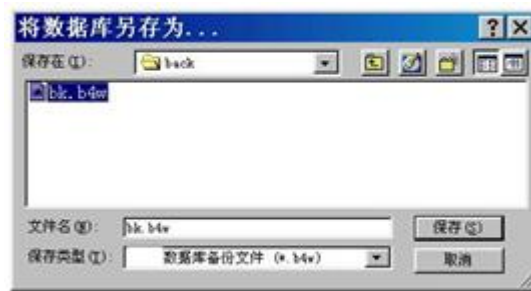 将数据库另存为...
保存在(I): back
bk.b4w
文件名(N): bk.b4w 保存(S)
保存类型(T): 数据库备份文件 (*.b4w) 取消